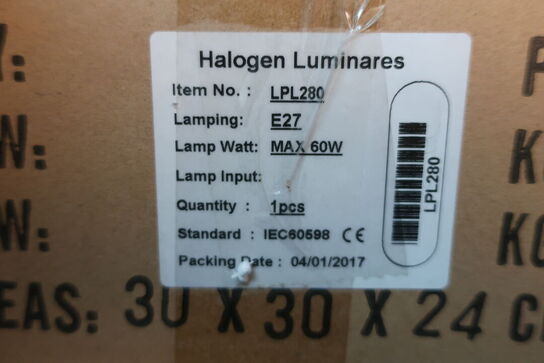 Halogen Luminares
Item No. : LPL280
Lamping: E27
Lamp Watt: MAX 60W
Lamp Input:
Quantity : 1pcs
Standard : IEC60598 CE
Packing Date : 04/01/2017
LPL280
EAS: 30 X 30 X 24 C